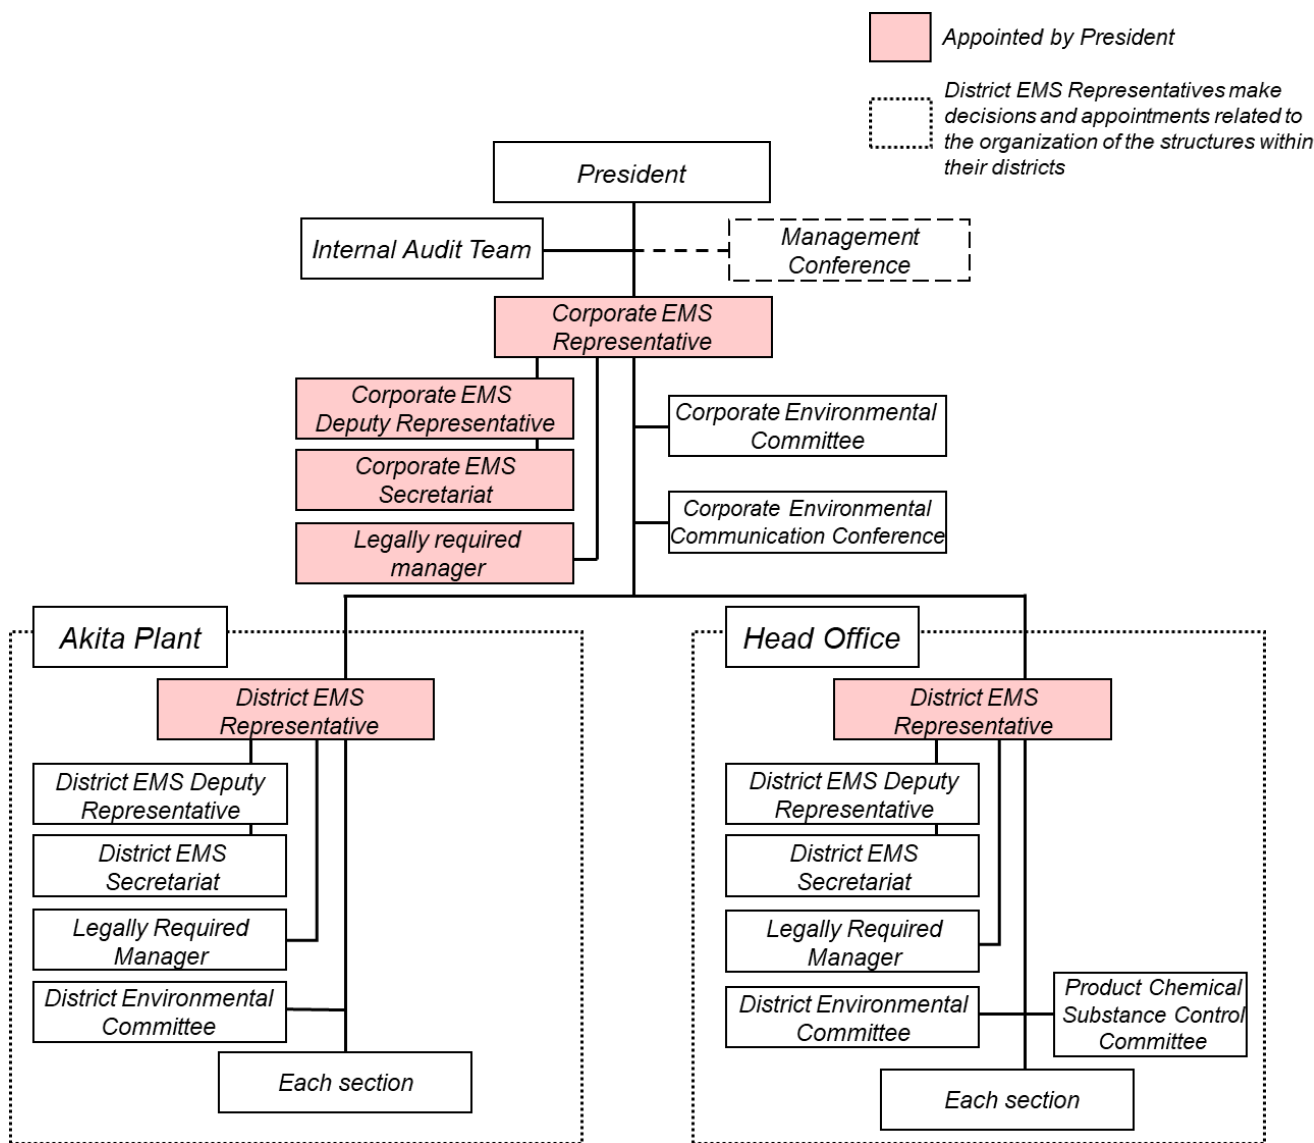 Appointed by President
District EMS Representatives make
decisions and appointments related to
the organization of the structures within
their districts
President
Internal Audit Team
Management
Conference
Corporate EMS
Representative
Corporate EMS
Deputy Representative
Corporate EMS
Secretariat
Legally required
manager
Corporate Environmental
Committee
Corporate Environmental
Communication Conference
Akita Plant
District EMS
Representative
District EMS Deputy
Representative
District EMS
Secretariat
Legally Required
Manager
District Environmental
Committee
Each section
Head Office
District EMS
Representative
District EMS Deputy
Representative
District EMS
Secretariat
Legally Required
Manager
District Environmental
Committee
Product Chemical
Substance Control
Committee
Each section